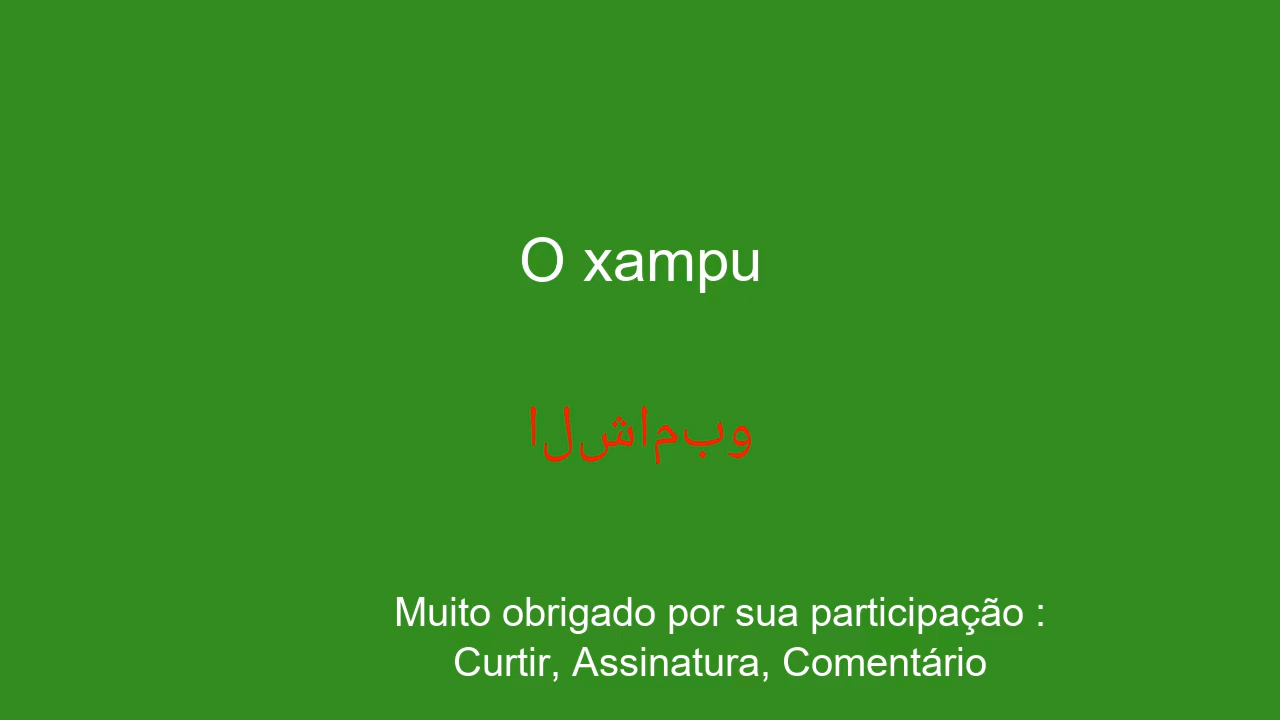 O xampu
الشامبو
Muito obrigado por sua participação :
Curtir, Assinatura, Comentário